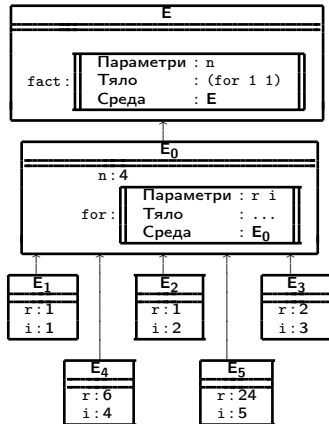 E
Параметри : n
fact : Тяло : (for 1 1)
Среда : E
E0
n : 4
Параметри : r i
for : Тяло : ...
Среда : E0
E1 E2 E3
r : 1 r : 1 r : 2
i : 1 i : 2 i : 3
E4 E5
r : 6 r : 24
i : 4 i : 5